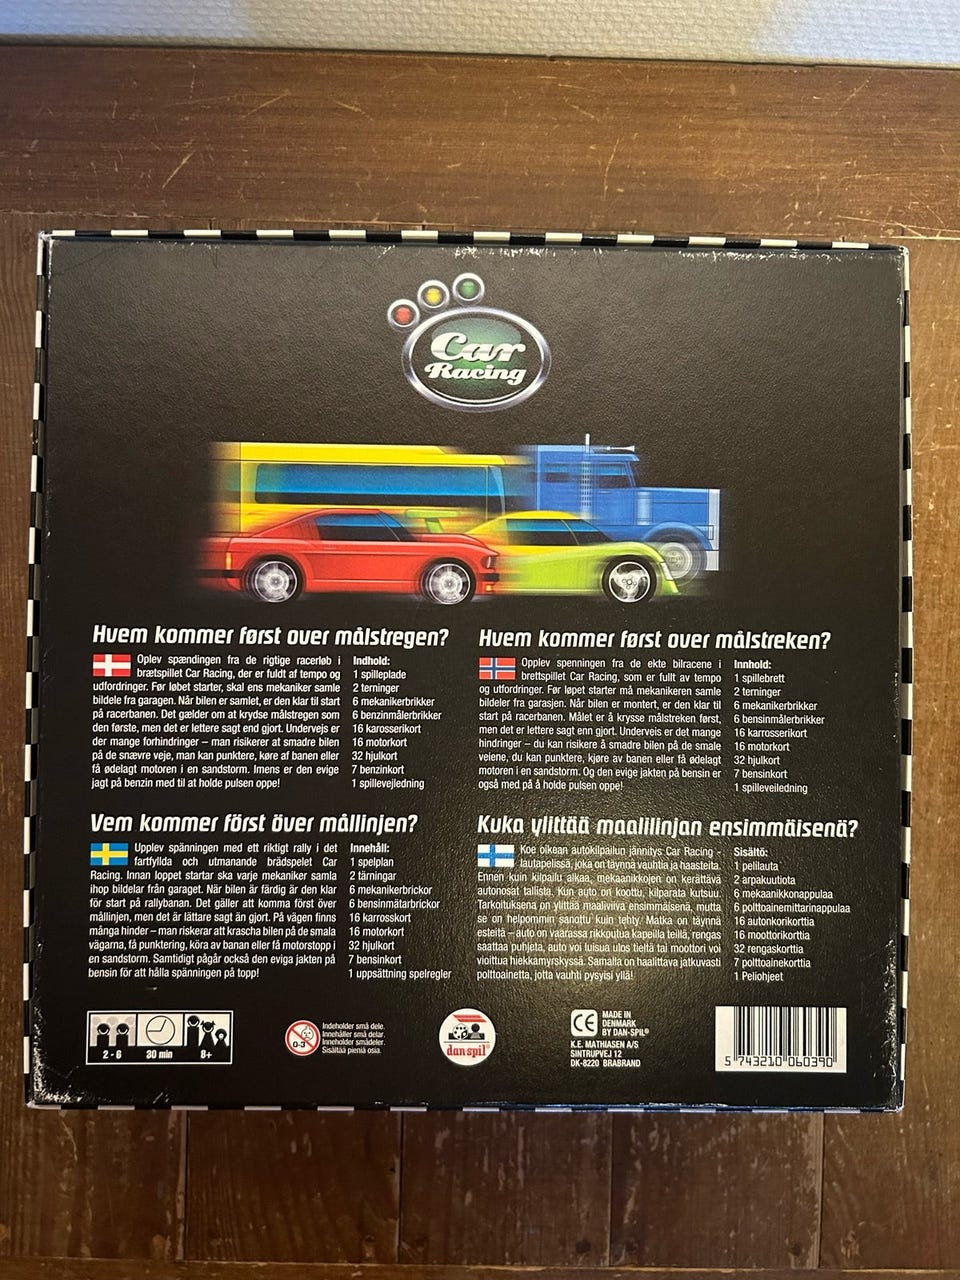 Car
Racing
Hvem kommer først over målstregen?
Oplev spændingen fra de rigtige racerløb i
brætspillet Car Racing, der er fuldt af tempo og
udfordringer. Før løbet starter, skal ens mekaniker samle
bildele fra garagen. Når bilen er samlet, er den klar til start
på racerbanen. Det gælder om at krydse målstregen som
den første, men det er lettere sagt end gjort. Undervejs er
der mange forhindringer – man risikerer at smadre bilen
på de snævre veje, man kan punktere, køre af banen eller
få ødelagt motoren i en sandstorm. Imens er den evige
jagt på benzin med til at holde pulsen oppe!
Indhold:
1 spilleplade
2 terninger
6 mekanikerbrikker
6 benzinmålerbrikker
16 karosserikort
16 motorkort
32 hjulkort
7 benzinkort
1 spillevejledning
Hvem kommer først over målstreken?
Opplev spenningen fra de ekte bilracene i
brettspillet Car Racing, som er fullt av tempo
og utfordringer. Før løpet starter må mekanikeren samle
bildeler fra garasjen. Når bilen er montert, er den klar til
start på racerbanen. Målet er å krysse målstreken først,
men det er lettere sagt enn gjort. Underveis er det mange
hindringer – du kan risikere å smadre bilen på de smale
veiene, du kan punktere, kjøre av banen eller få ødelagt
motoren i en sandstorm. Og den evige jakten på bensin er
også med på å holde pulsen oppe!
Innhold:
1 spillebrett
2 terninger
6 mekanikerbrikker
6 bensinmålerbrikker
16 karrosserikort
16 motorkort
32 hjulkort
7 bensinkort
1 spilleveiledning
Vem kommer först över mållinjen?
Upplev spänningen med ett riktigt rally i det
fartfyllda och utmanande brädspelet Car
Racing. Innan loppet startar ska varje mekaniker samla
ihop bildelar från garaget. När bilen är färdig är den klar
för start på rallybanan. Det gäller att komma först över
mållinjen, men det är lättare sagt än gjort. På vägen finns
många hinder – man riskerar att krascha bilen på de smala
vägarna, få punktering, köra av banan eller få motorstopp i
en sandstorm. Samtidigt pågår också den eviga jakten på
bensin för att hålla spänningen på topp!
Innehåll:
1 spelplan
2 tärningar
6 mekanikerbrickor
6 bensinmätarbrickor
16 karrosskort
16 motorkort
32 hjulkort
7 bensinkort
1 uppsättning spelregler
Kuka ylittää maalilinjan ensimmäisenä?
Koe oikean autokilpailun jännitys Car Racing -
lautapelissä, joka on täynnä vauhtia ja haasteita.
Ennen kuin kilpailu alkaa, mekaanikkojen on kerättävä
autonosat tallista. Kun auto on koottu, kilparata kutsuu.
Tarkoituksena on ylittää maaliviiva ensimmäisenä, mutta
se on helpommin sanottu kuin tehty. Matka on täynnä
esteitä – auto on vaarassa rikkoutua kapeilla teillä, rengas
saattaa puhjeta, auto voi luisua ulos tieltä tai moottori voi
vioittua hiekkamyrskyssä. Samalla on haalittava jatkuvasti
polttoainetta, jotta vauhti pysyisi yllä!
Sisältö:
1 pelilauta
2 arpakuutiota
6 mekaanikkonappulaa
6 polttoainemittarinappulaa
16 autonkorikorttia
16 moottorikorttia
32 rengaskorttia
7 polttoainekorttia
1 Peliohjeet
2 - 6
30 min
8+
0-3
Indeholder små dele.
Innehåller små delar.
Inneholder smådeler.
Sisältää pieniä osia.
dan-spil®
CE
MADE IN
DENMARK
BY DAN-SPIL®
K.E. MATHIASEN A/S
SINTRUPVEJ 12
DK-8220 BRABRAND
5 743210 060390